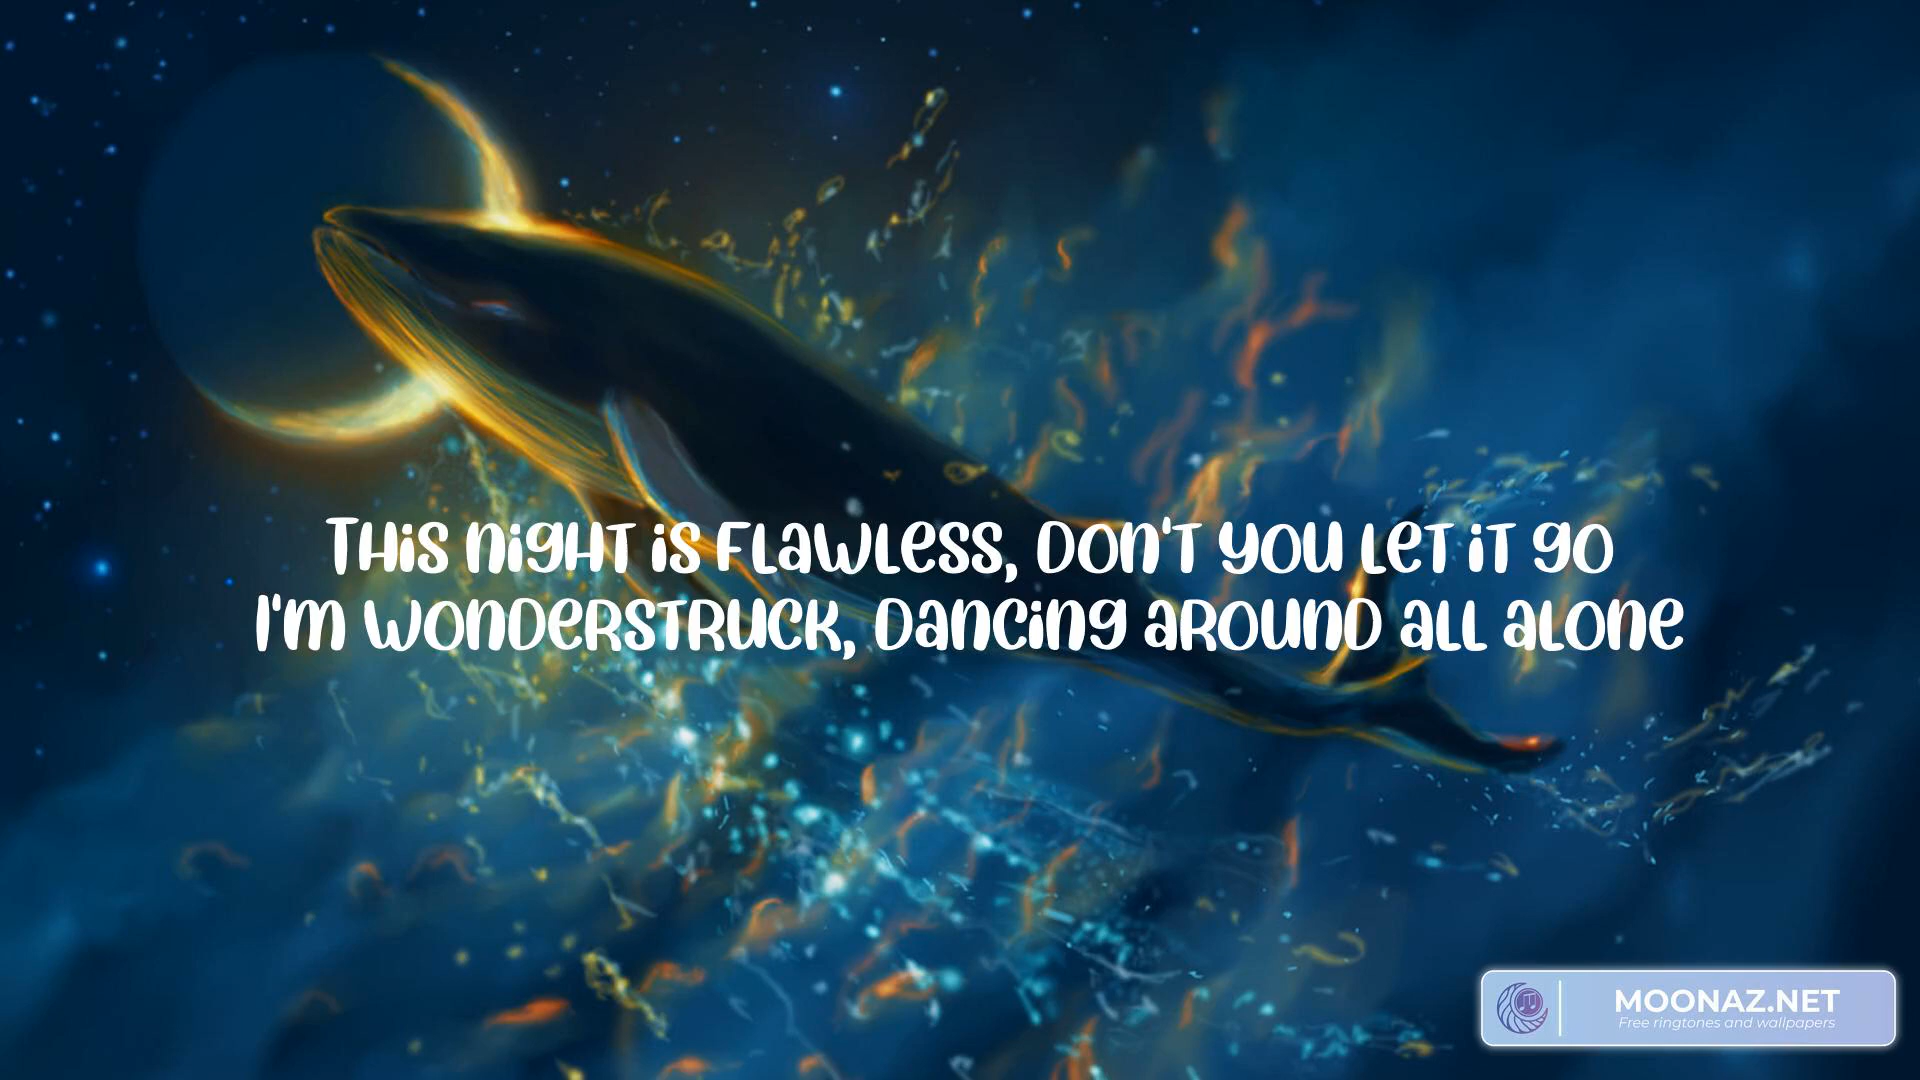 This night is flawless, don't you let it go
I'm wonderstruck, dancing around all alone
MOONAZ.NET
Free ringtones and wallpapers